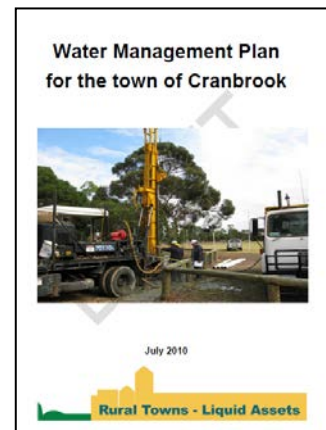 Water Management Plan
for the town of Cranbrook
DRAFT
July 2010
Rural Towns - Liquid Assets